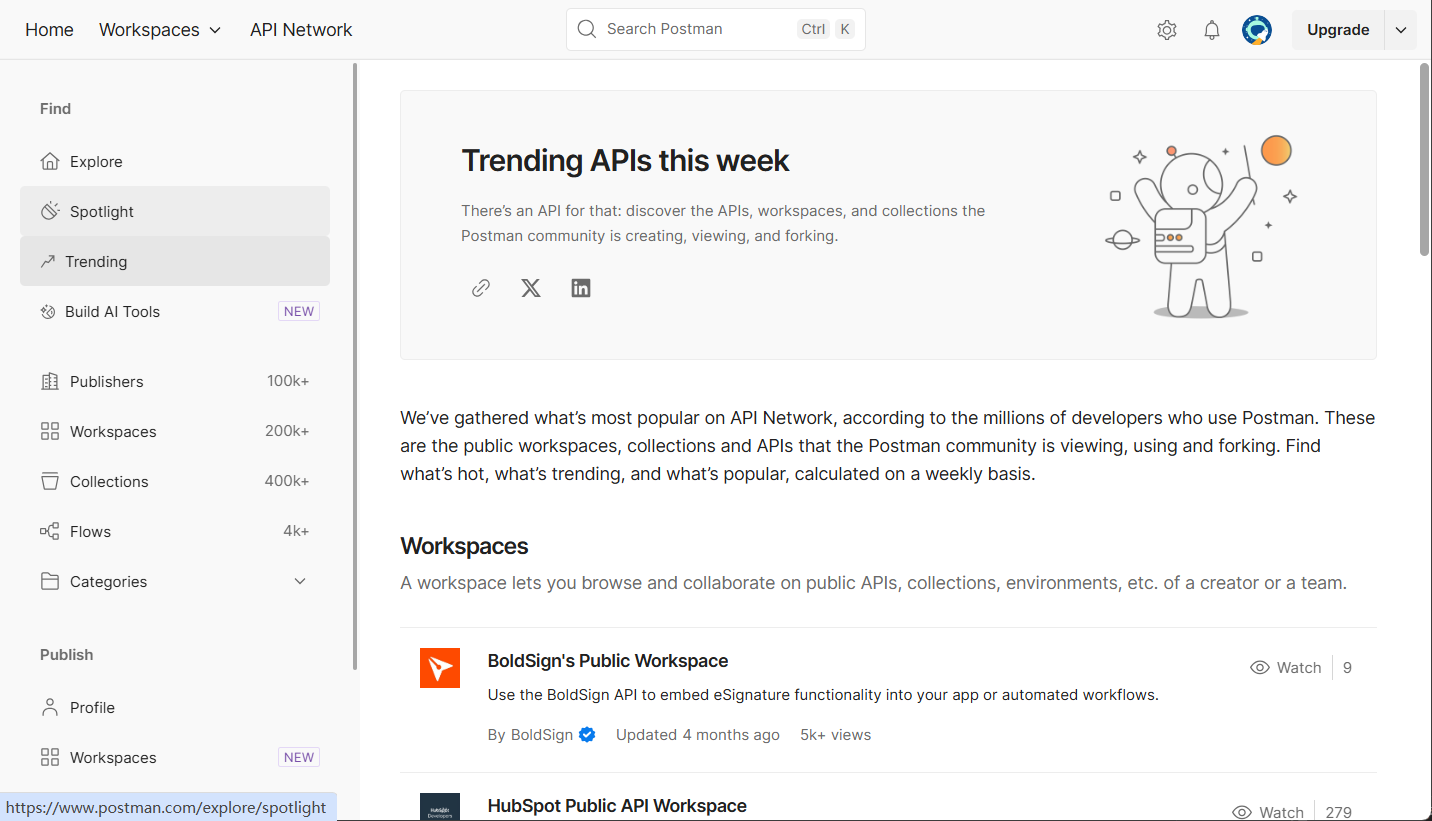 Home Workspaces API Network Search Postman Ctrl K Upgrade
Find
Explore
Spotlight
Trending
Build AI Tools NEW
Publishers 100k+
Workspaces 200k+
Collections 400k+
Flows 4k+
Categories
Publish
Profile
Workspaces NEW
https://www.postman.com/explore/spotlight
Trending APIs this week
There’s an API for that: discover the APIs, workspaces, and collections the
Postman community is creating, viewing, and forking.
We’ve gathered what’s most popular on API Network, according to the millions of developers who use Postman. These
are the public workspaces, collections and APIs that the Postman community is viewing, using and forking. Find
what’s hot, what’s trending, and what’s popular, calculated on a weekly basis.
Workspaces
A workspace lets you browse and collaborate on public APIs, collections, environments, etc. of a creator or a team.
BoldSign's Public Workspace
Watch 9
Use the BoldSign API to embed eSignature functionality into your app or automated workflows.
By BoldSign Updated 4 months ago 5k+ views
HubSpot Developers
HubSpot Public API Workspace
Watch 279